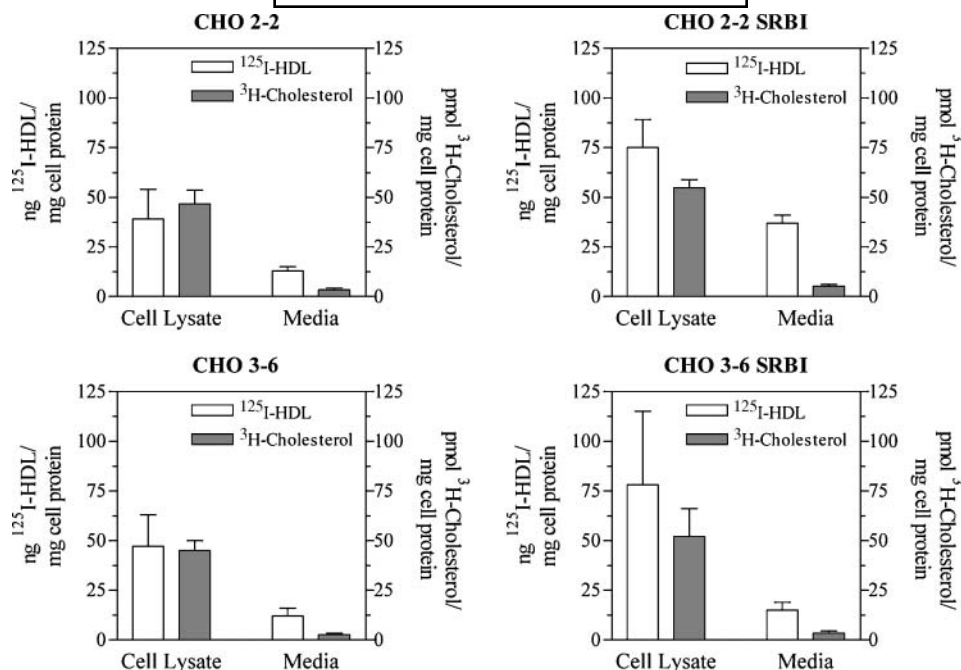 CHO 2-2
125
100
75
50
25
0
ng ¹²⁵I-HDL/
mg cell protein
¹²⁵I-HDL
³H-Cholesterol
125
100
75
50
25
0
pmol ³H-Cholesterol/
mg cell protein
Cell Lysate Media
CHO 2-2 SRBI
125
100
75
50
25
0
ng ¹²⁵I-HDL/
mg cell protein
¹²⁵I-HDL
³H-Cholesterol
125
100
75
50
25
0
pmol ³H-Cholesterol/
mg cell protein
Cell Lysate Media
CHO 3-6
125
100
75
50
25
0
ng ¹²⁵I-HDL/
mg cell protein
¹²⁵I-HDL
³H-Cholesterol
125
100
75
50
25
0
pmol ³H-Cholesterol/
mg cell protein
Cell Lysate Media
CHO 3-6 SRBI
125
100
75
50
25
0
ng ¹²⁵I-HDL/
mg cell protein
¹²⁵I-HDL
³H-Cholesterol
125
100
75
50
25
0
pmol ³H-Cholesterol/
mg cell protein
Cell Lysate Media